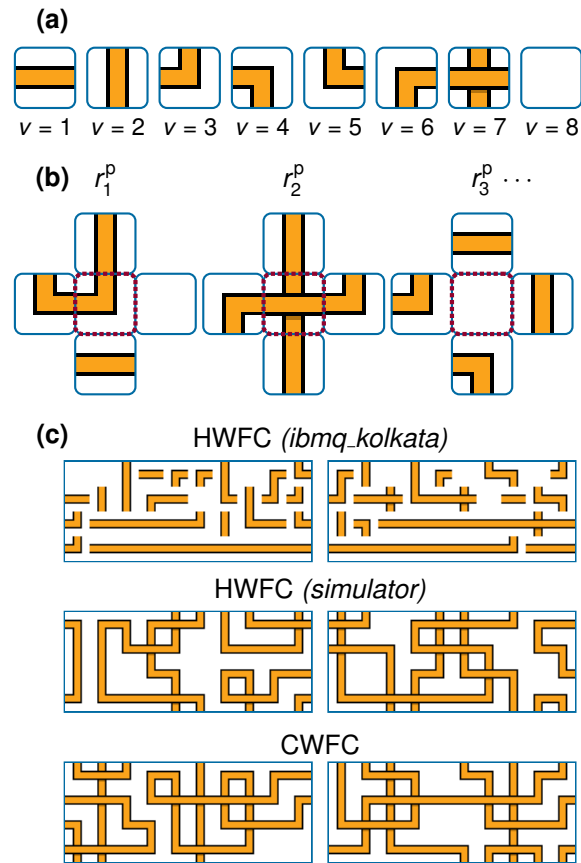 (a)
v = 1 v = 2 v = 3 v = 4 v = 5 v = 6 v = 7 v = 8
(b) r₁ᵖ r₂ᵖ r₃ᵖ ···
(c)
HWFC (ibmq_kolkata)
HWFC (simulator)
CWFC